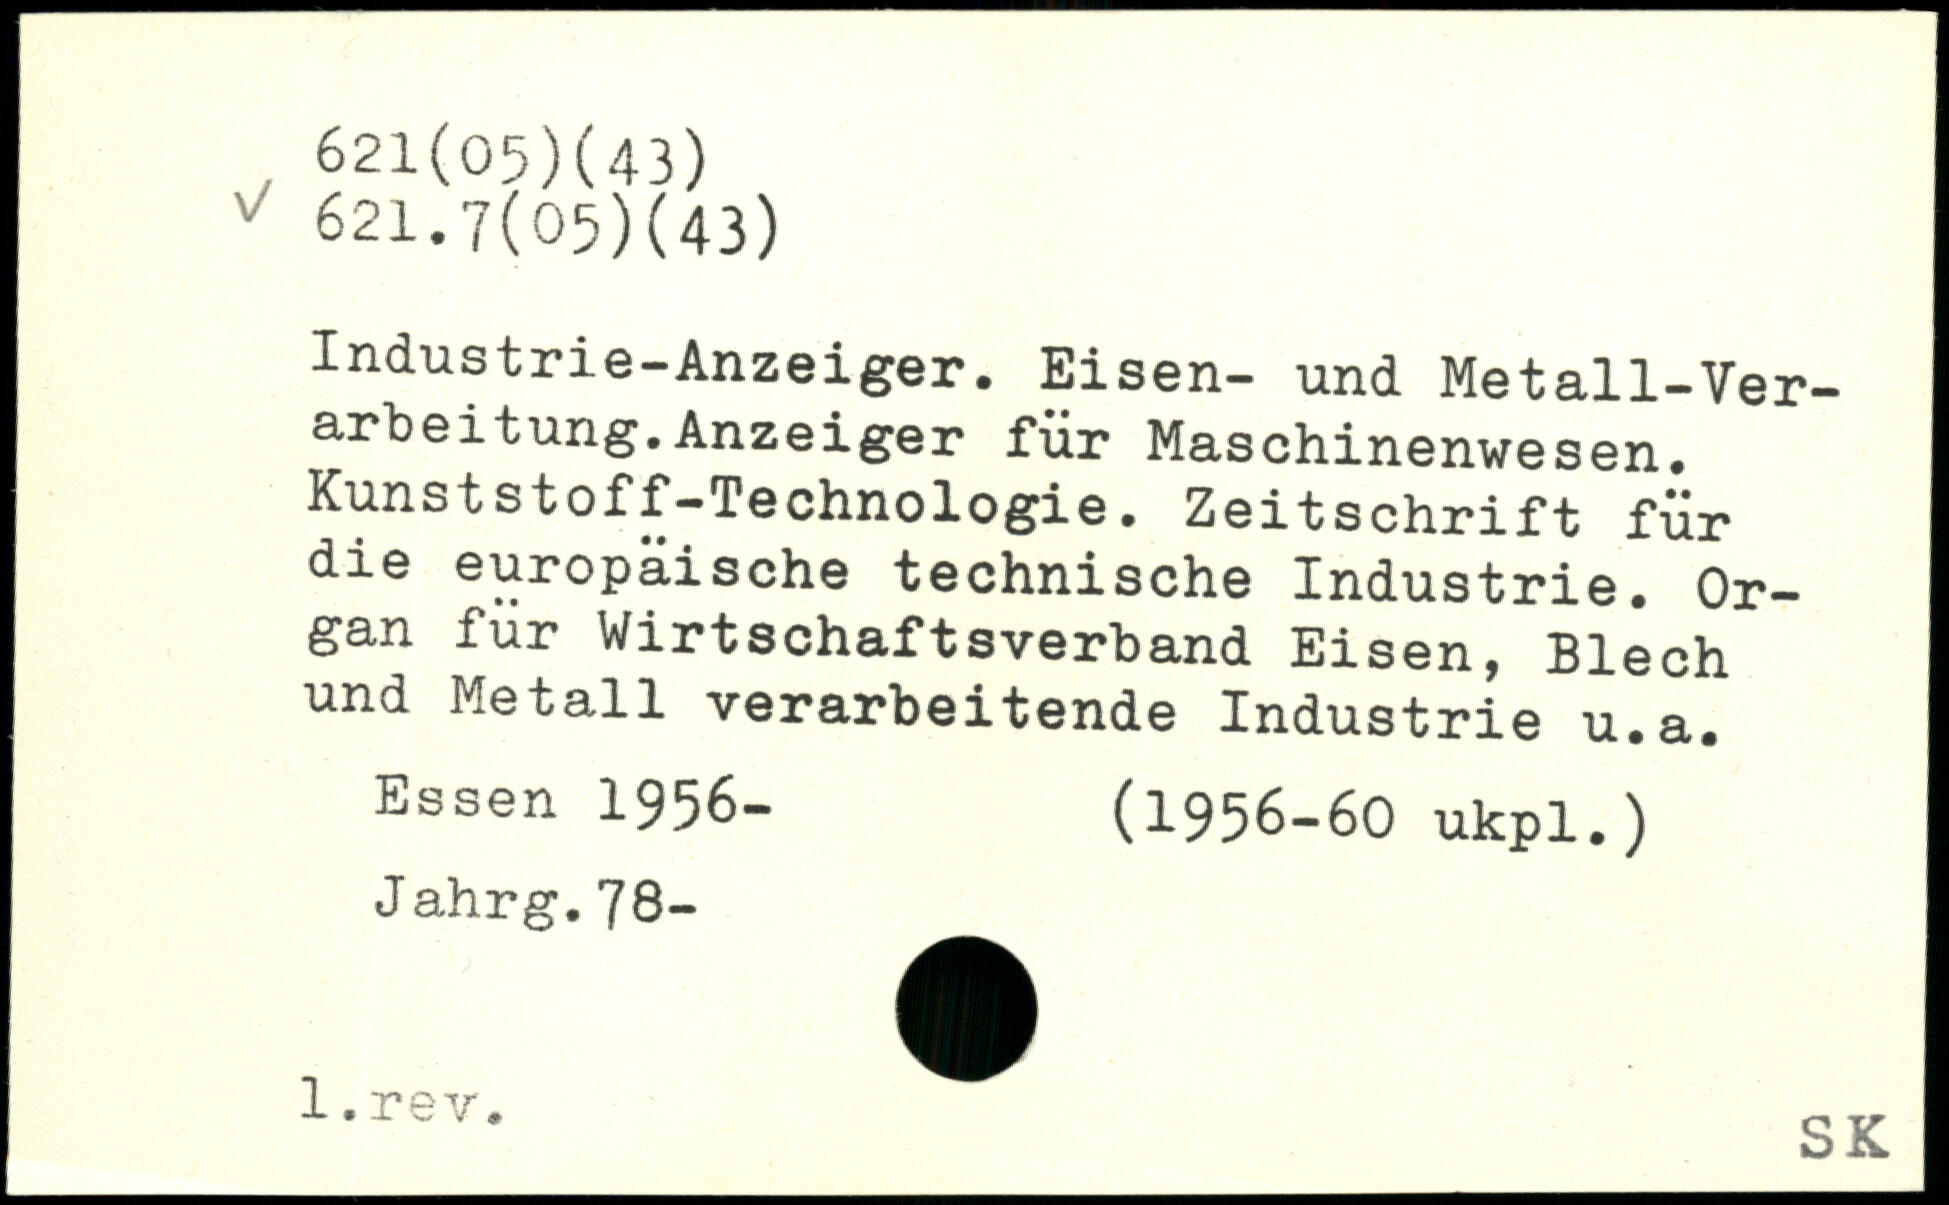 621(05)(43)
√ 621.7(05)(43)
Industrie-Anzeiger. Eisen- und Metall-Ver-
arbeitung.Anzeiger für Maschinenwesen.
Kunststoff-Technologie. Zeitschrift für
die europäische technische Industrie. Or-
gan für Wirtschaftsverband Eisen, Blech
und Metall verarbeitende Industrie u.a.
Essen 1956- (1956-60 ukpl.)
Jahrg.78-
1.rev.
SK